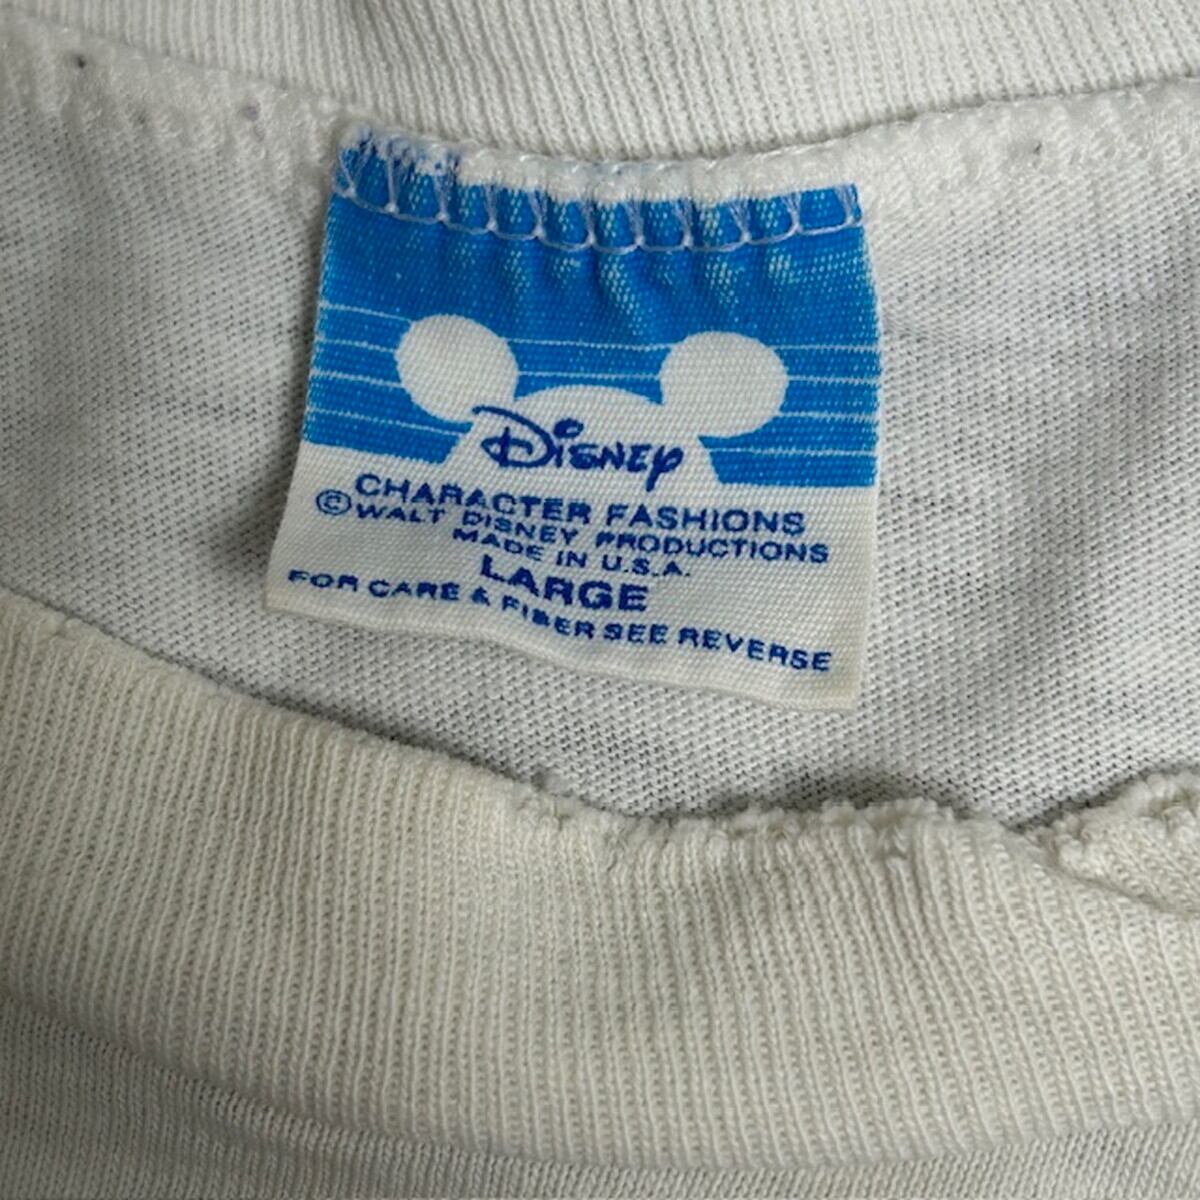 Disney
CHARACTER FASHIONS
©WALT DISNEY PRODUCTIONS
MADE IN U.S.A.
LARGE
FOR CARE & FIBER SEE REVERSE